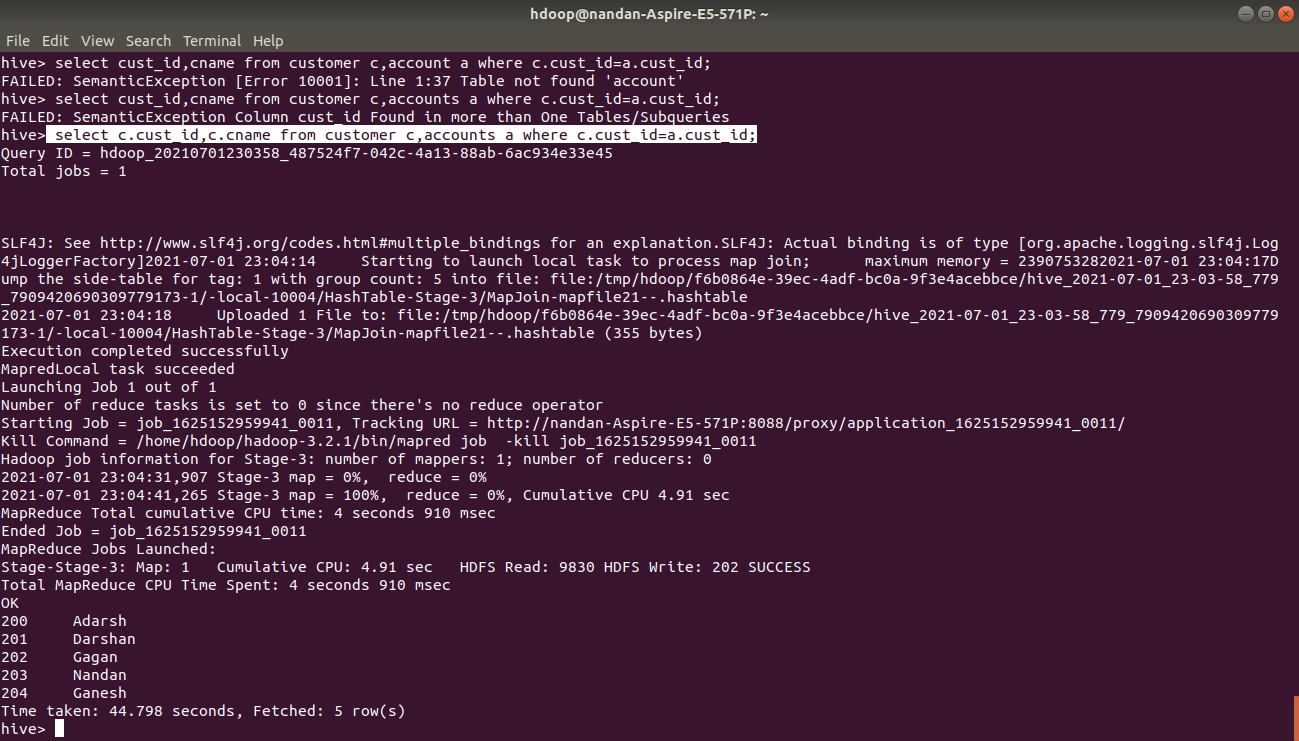 hdoop@nandan-Aspire-E5-571P: ~
File Edit View Search Terminal Help
hive> select cust_id,cname from customer c,account a where c.cust_id=a.cust_id;
FAILED: SemanticException [Error 10001]: Line 1:37 Table not found 'account'
hive> select cust_id,cname from customer c,accounts a where c.cust_id=a.cust_id;
FAILED: SemanticException Column cust_id Found in more than One Tables/Subqueries
hive> select c.cust_id,c.cname from customer c,accounts a where c.cust_id=a.cust_id;
Query ID = hdoop_20210701230358_487524f7-042c-4a13-88ab-6ac934e33e45
Total jobs = 1
SLF4J: See http://www.slf4j.org/codes.html#multiple_bindings for an explanation.SLF4J: Actual binding is of type [org.apache.logging.slf4j.Log
4jLoggerFactory]2021-07-01 23:04:14     Starting to launch local task to process map join;      maximum memory = 2390753282021-07-01 23:04:17D
ump the side-table for tag: 1 with group count: 5 into file: file:/tmp/hdoop/f6b0864e-39ec-4adf-bc0a-9f3e4acebbce/hive_2021-07-01_23-03-58_779
_7909420690309779173-1/-local-10004/HashTable-Stage-3/MapJoin-mapfile21--.hashtable
2021-07-01 23:04:18     Uploaded 1 File to: file:/tmp/hdoop/f6b0864e-39ec-4adf-bc0a-9f3e4acebbce/hive_2021-07-01_23-03-58_779_7909420690309779
173-1/-local-10004/HashTable-Stage-3/MapJoin-mapfile21--.hashtable (355 bytes)
Execution completed successfully
MapredLocal task succeeded
Launching Job 1 out of 1
Number of reduce tasks is set to 0 since there's no reduce operator
Starting Job = job_1625152959941_0011, Tracking URL = http://nandan-Aspire-E5-571P:8088/proxy/application_1625152959941_0011/
Kill Command = /home/hdoop/hadoop-3.2.1/bin/mapred job  -kill job_1625152959941_0011
Hadoop job information for Stage-3: number of mappers: 1; number of reducers: 0
2021-07-01 23:04:31,907 Stage-3 map = 0%,  reduce = 0%
2021-07-01 23:04:41,265 Stage-3 map = 100%,  reduce = 0%, Cumulative CPU 4.91 sec
MapReduce Total cumulative CPU time: 4 seconds 910 msec
Ended Job = job_1625152959941_0011
MapReduce Jobs Launched:
Stage-Stage-3: Map: 1   Cumulative CPU: 4.91 sec   HDFS Read: 9830 HDFS Write: 202 SUCCESS
Total MapReduce CPU Time Spent: 4 seconds 910 msec
OK
200     Adarsh
201     Darshan
202     Gagan
203     Nandan
204     Ganesh
Time taken: 44.798 seconds, Fetched: 5 row(s)
hive>